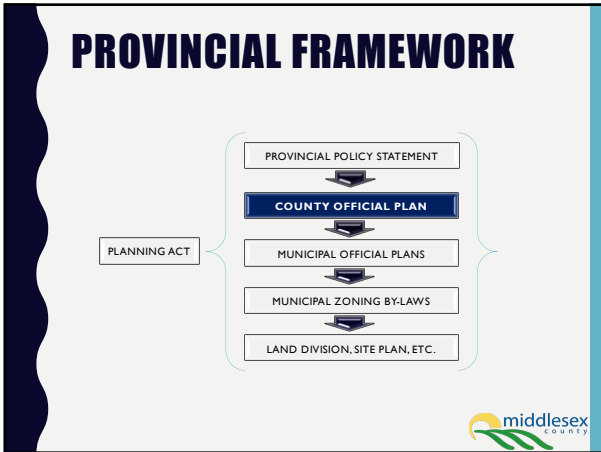 PROVINCIAL FRAMEWORK
PROVINCIAL POLICY STATEMENT
COUNTY OFFICIAL PLAN
PLANNING ACT
MUNICIPAL OFFICIAL PLANS
MUNICIPAL ZONING BY-LAWS
LAND DIVISION, SITE PLAN, ETC.
middlesex
county